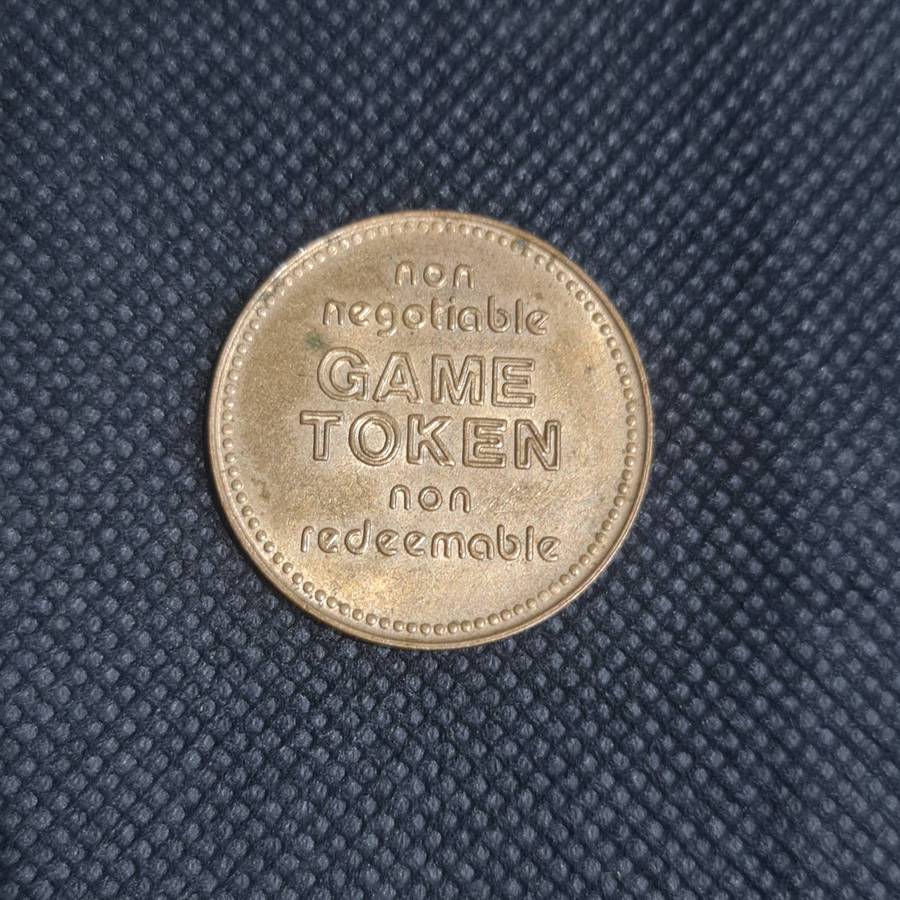 non
negotiable
GAME
TOKEN
non
redeemable